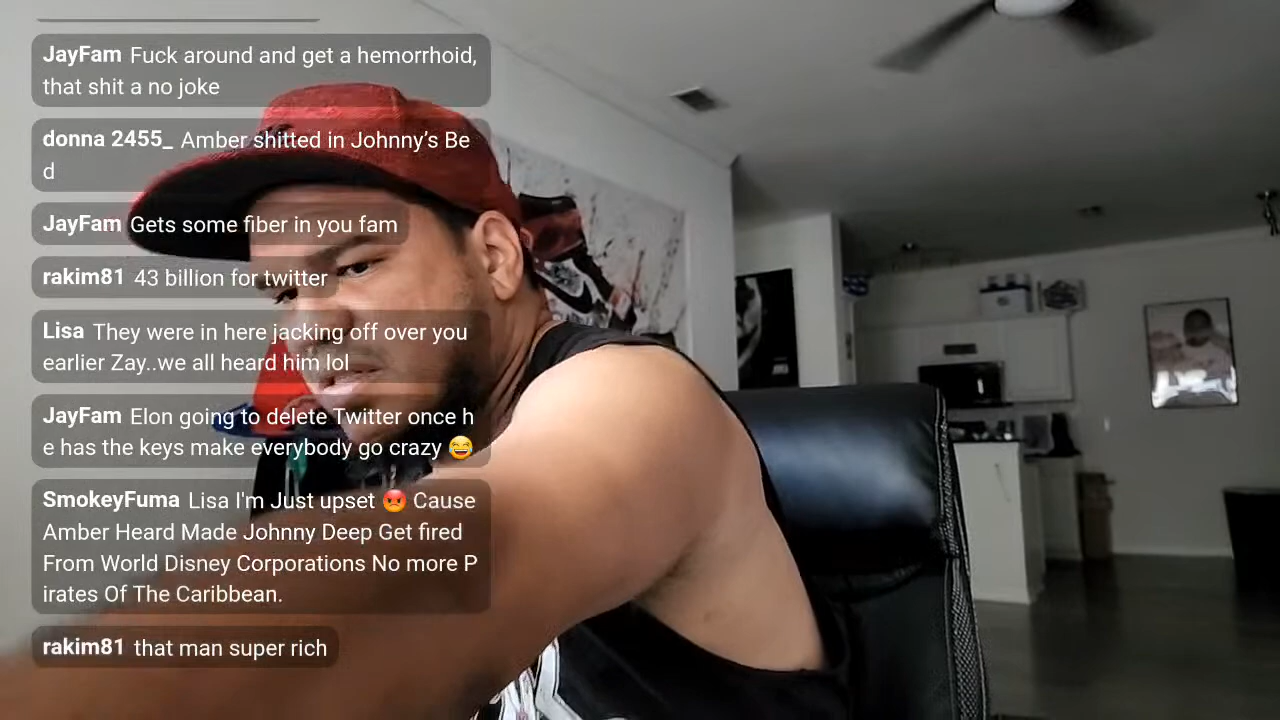 JayFam Fuck around and get a hemorrhoid,
that shit a no joke
donna 2455_ Amber shitted in Johnny’s Be
d
JayFam Gets some fiber in you fam
rakim81 43 billion for twitter
Lisa They were in here jacking off over you
earlier Zay..we all heard him lol
JayFam Elon going to delete Twitter once h
e has the keys make everybody go crazy 😂
SmokeyFuma Lisa I'm Just upset 😡 Cause
Amber Heard Made Johnny Deep Get fired
From World Disney Corporations No more P
irates Of The Caribbean.
rakim81 that man super rich